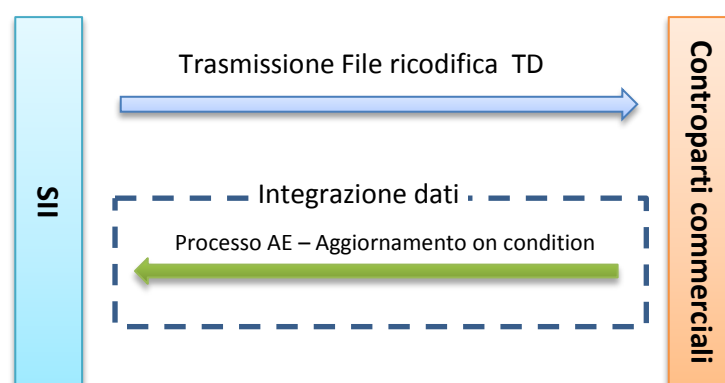 SII
Trasmissione File ricodifica TD
Integrazione dati
Processo AE – Aggiornamento on condition
Controparti commerciali